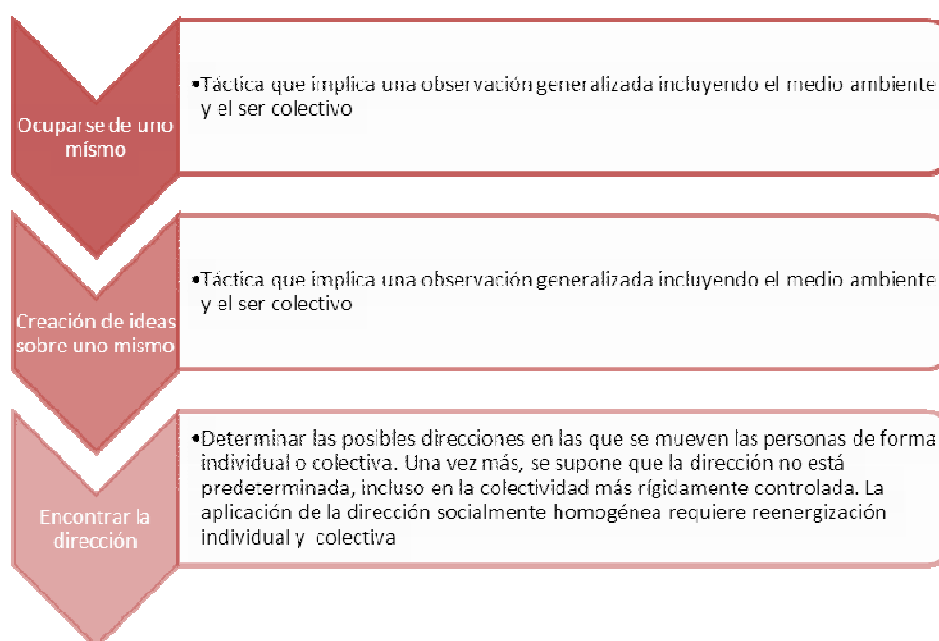 Ocuparse de uno
mísmo
•Táctica que implica una observación generalizada incluyendo el medio ambiente
y el ser colectivo
Creación de ideas
sobre uno mismo
•Táctica que implica una observación generalizada incluyendo el medio ambiente
y el ser colectivo
Encontrar la
dirección
•Determinar las posibles direcciones en las que se mueven las personas de forma
individual o colectiva. Una vez más, se supone que la dirección no está
predeterminada, incluso en la colectividad más rígidamente controlada. La
aplicación de la dirección socialmente homogénea requiere reenergización
individual y colectiva